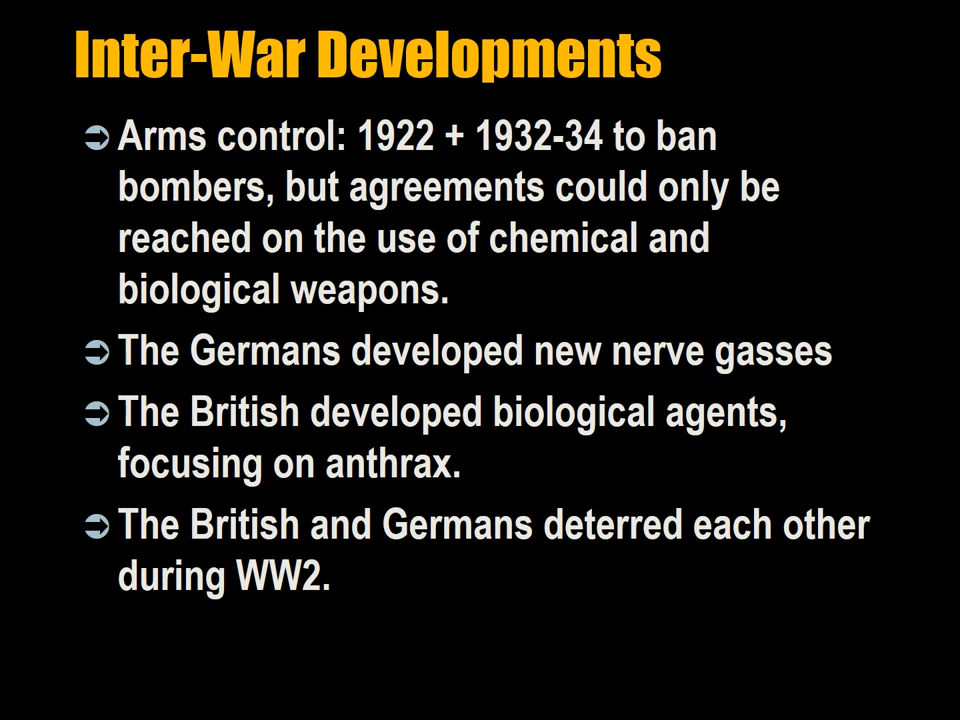 Inter-War Developments
➲ Arms control: 1922 + 1932-34 to ban
bombers, but agreements could only be
reached on the use of chemical and
biological weapons.
➲ The Germans developed new nerve gasses
➲ The British developed biological agents,
focusing on anthrax.
➲ The British and Germans deterred each other
during WW2.